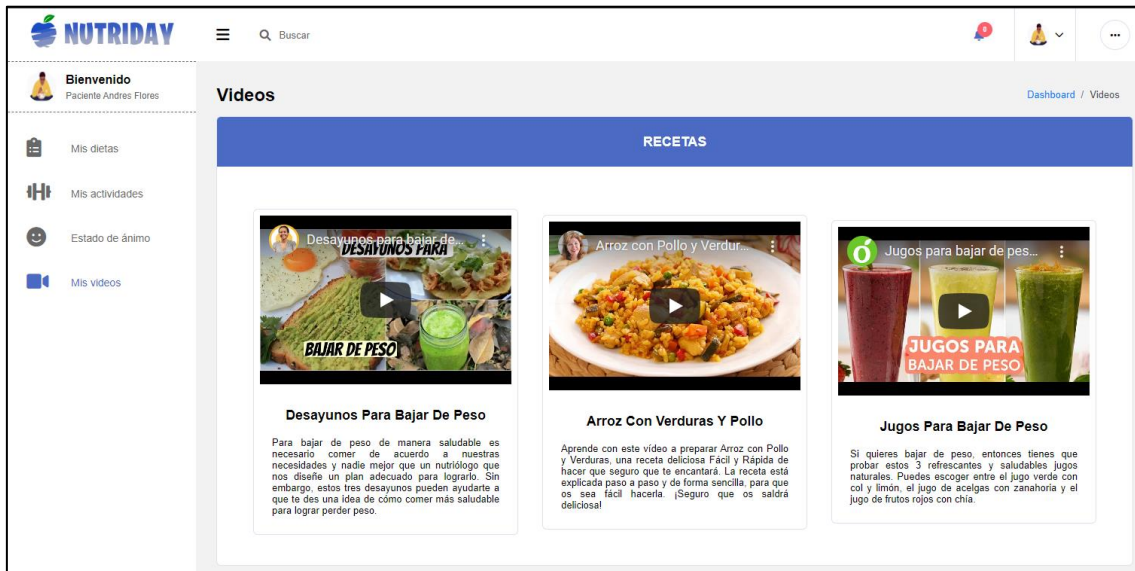 NUTRIDAY
Buscar
0
Bienvenido
Paciente Andres Flores
Videos
Dashboard / Videos
Mis dietas
Mis actividades
Estado de ánimo
Mis videos
RECETAS
Desayunos para bajar de...
DESAYUNOS PARA
BAJAR DE PESO
Desayunos Para Bajar De Peso
Para bajar de peso de manera saludable es
necesario comer de acuerdo a nuestras
necesidades y nadie mejor que un nutriólogo que
nos diseñe un plan adecuado para lograrlo. Sin
embargo, estos tres desayunos pueden ayudarte a
que te des una idea de cómo comer más saludable
para lograr perder peso.
Arroz con Pollo y Verdur...
Arroz Con Verduras Y Pollo
Aprende con este vídeo a preparar Arroz con Pollo
y Verduras, una receta deliciosa Fácil y Rápida de
hacer que seguro que te encantará. La receta está
explicada paso a paso y de forma sencilla, para que
os sea fácil hacerla. ¡Seguro que os saldrá
deliciosa!
Jugos para bajar de pes...
JUGOS PARA
BAJAR DE PESO
Jugos Para Bajar De Peso
Si quieres bajar de peso, entonces tienes que
probar estos 3 refrescantes y saludables jugos
naturales. Puedes escoger entre el jugo verde con
col y limón, el jugo de acelgas con zanahoria y el
jugo de frutos rojos con chía.